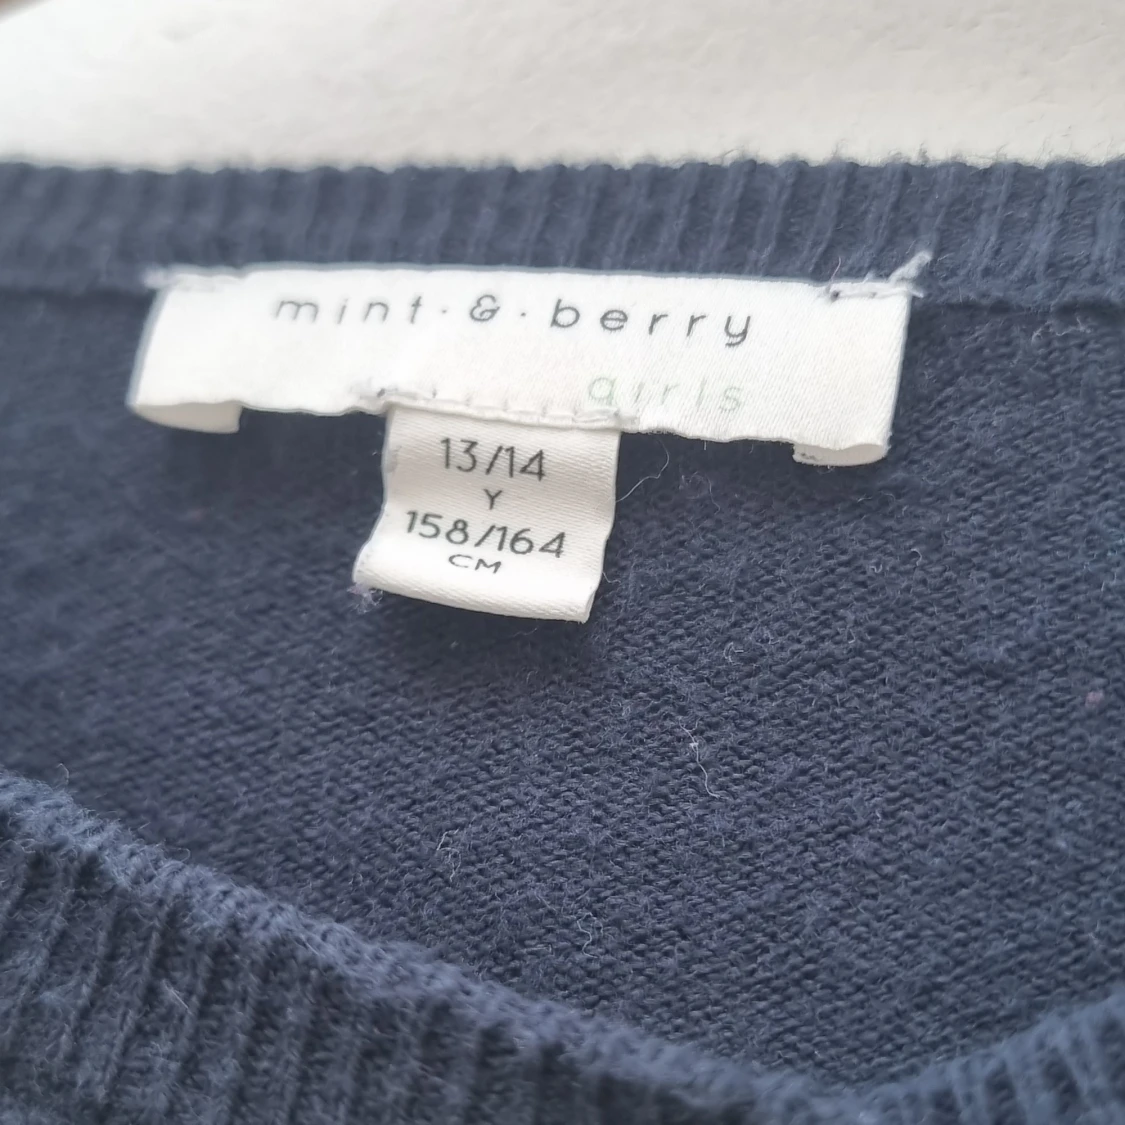 mint·&·berry
girls
13/14
Y
158/164
CM